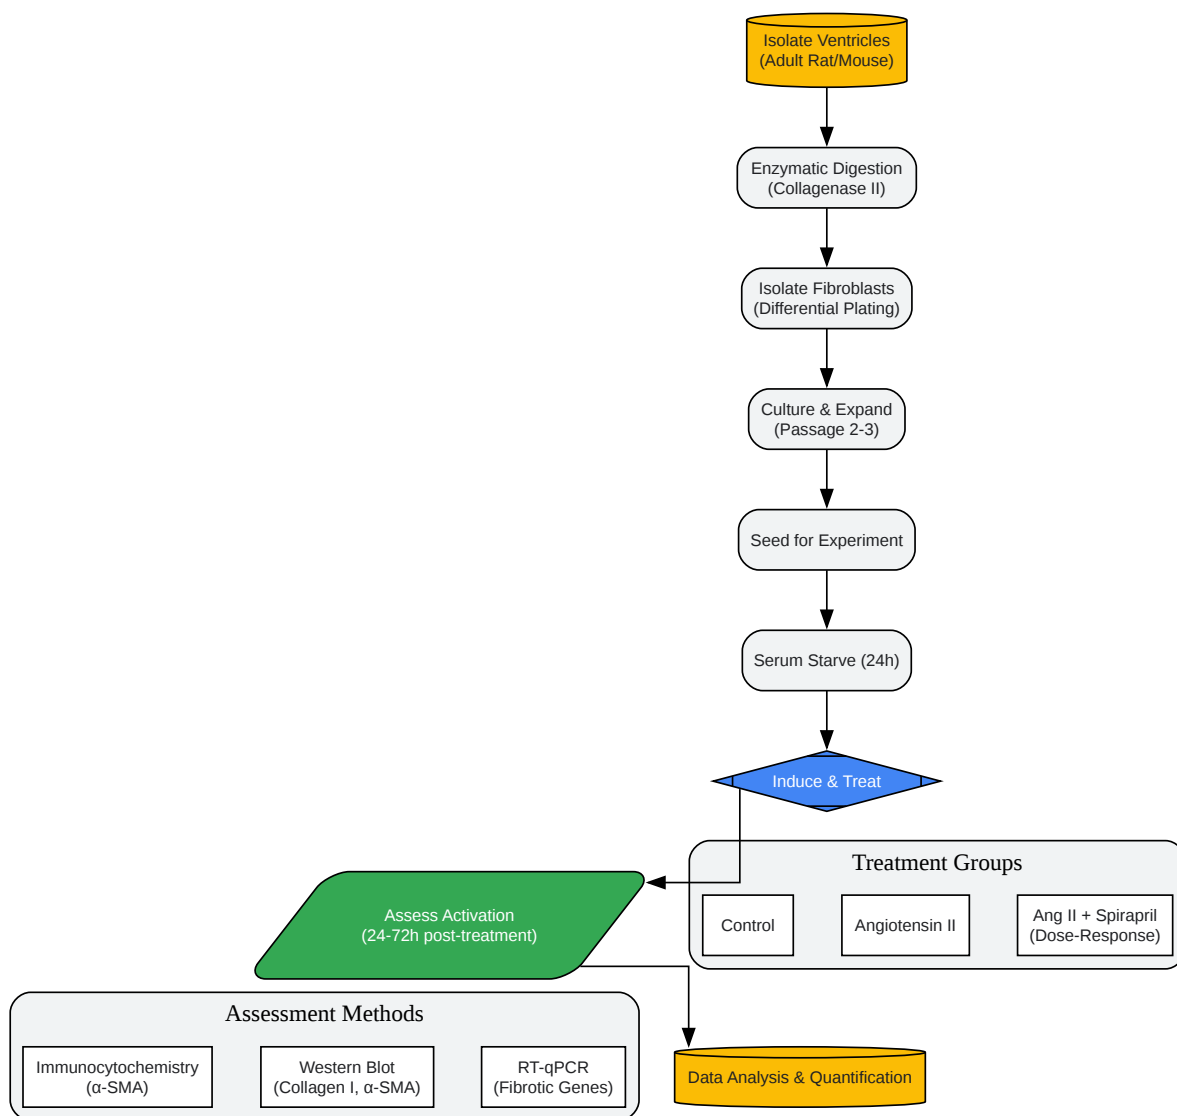 Isolate Ventricles
(Adult Rat/Mouse)
Enzymatic Digestion
(Collagenase II)
Isolate Fibroblasts
(Differential Plating)
Culture & Expand
(Passage 2-3)
Seed for Experiment
Serum Starve (24h)
Induce & Treat
Treatment Groups
Control
Angiotensin II
Ang II + Spirapril
(Dose-Response)
Assess Activation
(24-72h post-treatment)
Assessment Methods
Immunocytochemistry
(α-SMA)
Western Blot
(Collagen I, α-SMA)
RT-qPCR
(Fibrotic Genes)
Data Analysis & Quantification